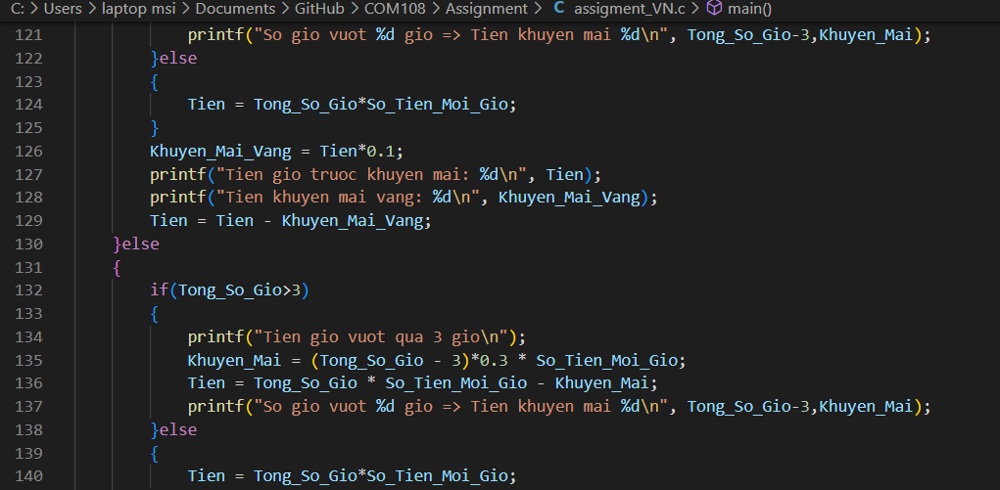 C: > Users > laptop msi > Documents > GitHub > COM108 > Assignment > C assigment_VN.c > main()
121 printf("So gio vuot %d gio => Tien khuyen mai %d\n", Tong_So_Gio-3,Khuyen_Mai);
122 }else
123 {
124 Tien = Tong_So_Gio*So_Tien_Moi_Gio;
125 }
126 Khuyen_Mai_Vang = Tien*0.1;
127 printf("Tien gio truoc khuyen mai: %d\n", Tien);
128 printf("Tien khuyen mai vang: %d\n", Khuyen_Mai_Vang);
129 Tien = Tien - Khuyen_Mai_Vang;
130 }else
131 {
132 if(Tong_So_Gio>3)
133 {
134 printf("Tien gio vuot qua 3 gio\n");
135 Khuyen_Mai = (Tong_So_Gio - 3)*0.3 * So_Tien_Moi_Gio;
136 Tien = Tong_So_Gio * So_Tien_Moi_Gio - Khuyen_Mai;
137 printf("So gio vuot %d gio => Tien khuyen mai %d\n", Tong_So_Gio-3,Khuyen_Mai);
138 }else
139 {
140 Tien = Tong_So_Gio*So_Tien_Moi_Gio;